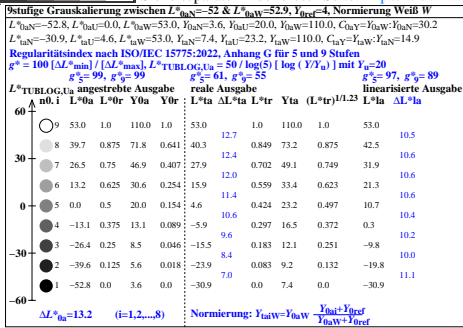 9stufige Grauskalierung zwischen L*0aN=−52 & L*0aW=52.9, Y0ref=4, Normierung Weiß W
L*0aN=−52.8, L*0aU=0.0, L*0aW=53.0, Y0aN=3.6, Y0aU=20.0, Y0aW=110.0, C0aY=Y0aW:Y0aN=30.2
L*taN=−30.9, L*taU=4.6, L*taW=53.0, YtaN=7.4, YtaU=23.2, YtaW=110.0, CtaY=YtaW:YtaN=14.9
Regularitätsindex nach ISO/IEC 15775:2022, Anhang G für 5 und 9 Stufen
g* = 100 [ΔL*min] / [ΔL*max], L*TUBLOG,Ua = 50 / log(5) [ log ( Y/Yu) ] mit Yu=20
g*5= 99, g*9= 99 g*5= 61, g*9= 55 g*5= 97, g*9= 89
L*TUBLOG,Ua angestrebte Ausgabe reale Ausgabe linearisierte Ausgabe
n0. i L*0a L*0r Y0a Y0r L*ta ΔL*ta L*tr Yta (L*tr)1/1.23 L*la ΔL*la
60
9 53.0 1.0 110.0 1.0 53.0 1.0 110.0 1.0 53.0
12.7 10.5
8 39.7 0.875 71.8 0.641 40.3 0.849 73.2 0.875 42.5
30 12.4 10.6
7 26.5 0.75 46.9 0.407 27.9 0.702 49.1 0.749 31.9
12.0 10.6
6 13.2 0.625 30.6 0.254 15.9 0.559 33.4 0.623 21.3
11.4 10.6
0 5 0.0 0.5 20.0 0.154 4.6 0.424 23.2 0.497 10.7
10.6 10.4
4 −13.1 0.375 13.1 0.089 −5.9 0.297 16.5 0.372 0.3
9.6 10.2
3 −26.4 0.25 8.5 0.046 −15.5 0.183 12.1 0.251 −9.8
−30 8.4 10.0
2 −39.6 0.125 5.6 0.018 −23.9 0.083 9.2 0.132 −19.8
7.0 11.1
1 −52.8 0.0 3.6 0.0 −30.9 0.0 7.4 0.0 −30.9
−60
ΔL*0a=13.2 (i=1,2,...,8) Normierung: YtaiW=Y0aW Y0ai+Y0ref
Y0aW+Y0ref